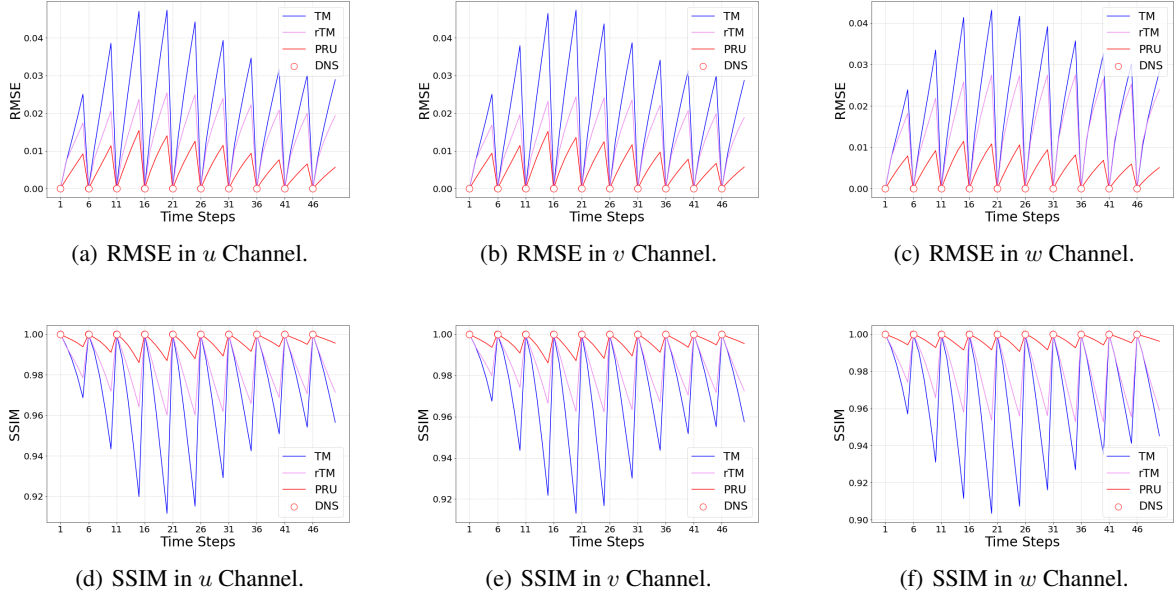 0.04
0.03
0.02
0.01
0.00
RMSE
TM
rTM
PRU
DNS
1 6 11 16 21 26 31 36 41 46
Time Steps
(a) RMSE in u Channel.
0.04
0.03
0.02
0.01
0.00
RMSE
TM
rTM
PRU
DNS
1 6 11 16 21 26 31 36 41 46
Time Steps
(b) RMSE in v Channel.
0.04
0.03
0.02
0.01
0.00
RMSE
TM
rTM
PRU
DNS
1 6 11 16 21 26 31 36 41 46
Time Steps
(c) RMSE in w Channel.
1.00
0.98
0.96
0.94
0.92
SSIM
TM
rTM
PRU
DNS
1 6 11 16 21 26 31 36 41 46
Time Steps
(d) SSIM in u Channel.
1.00
0.98
0.96
0.94
0.92
SSIM
TM
rTM
PRU
DNS
1 6 11 16 21 26 31 36 41 46
Time Steps
(e) SSIM in v Channel.
1.00
0.98
0.96
0.94
0.92
0.90
SSIM
TM
rTM
PRU
DNS
1 6 11 16 21 26 31 36 41 46
Time Steps
(f) SSIM in w Channel.